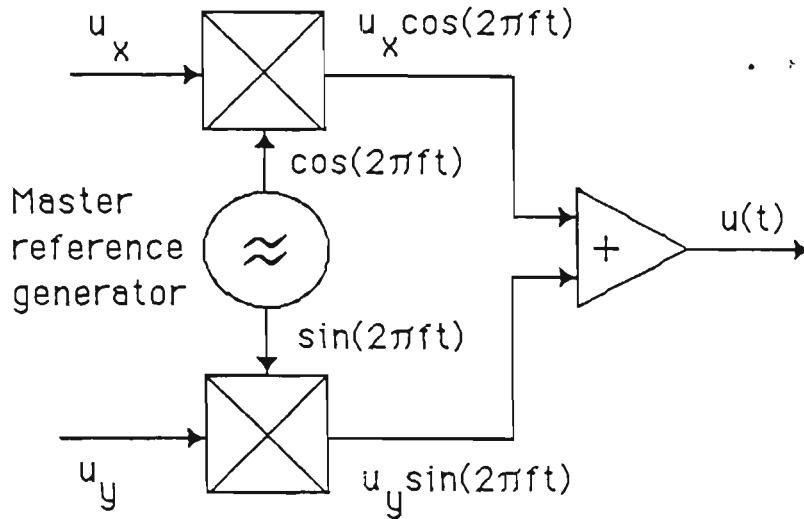 u_x
u_x cos(2πft)
cos(2πft)
Master
reference
generator
≈
+
u(t)
sin(2πft)
u_y
u_y sin(2πft)